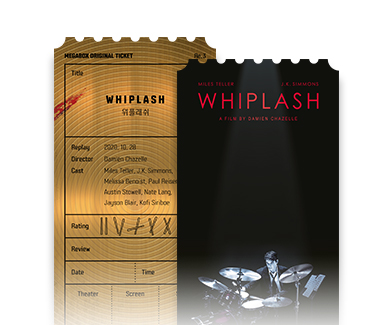 MEGABOX ORIGINAL TICKET
Title
WHIPLASH
위플래쉬
Replay 2020. 10. 28
Director Damien Chazelle
Cast Miles Teller, J.K. Simmons,
Melissa Benoist, Paul Reiser
Austin Stowell, Nate Lang,
Jayson Blair, Kofi Siriboe
Rating
Review
Date Time
Theater Screen
MILES TELLER J.K. SIMMONS
WHIPLASH
A FILM BY DAMIEN CHAZELLE